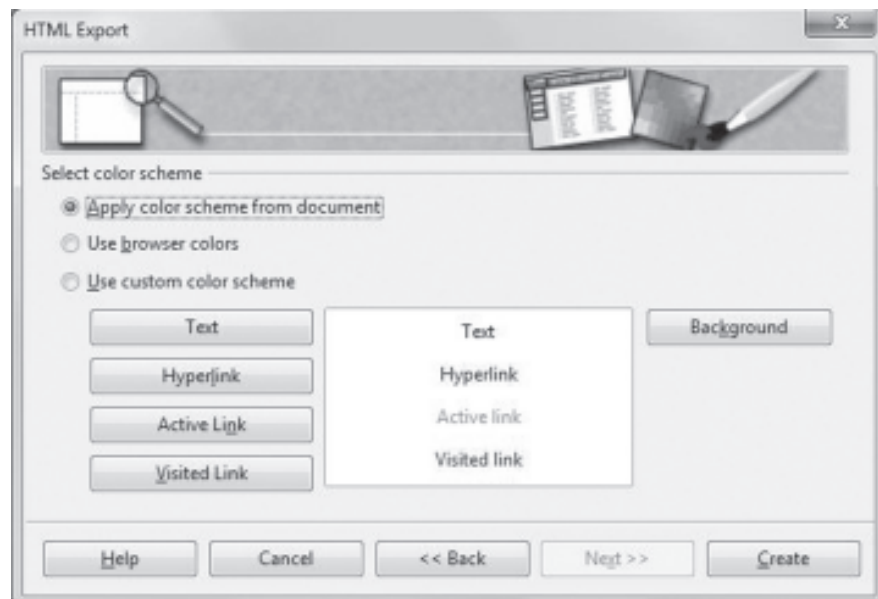 HTML Export
Select color scheme
Apply color scheme from document
Use browser colors
Use custom color scheme
Text
Text
Background
Hyperlink
Hyperlink
Active Link
Active link
Visited Link
Visited link
Help
Cancel
<< Back
Next >>
Create